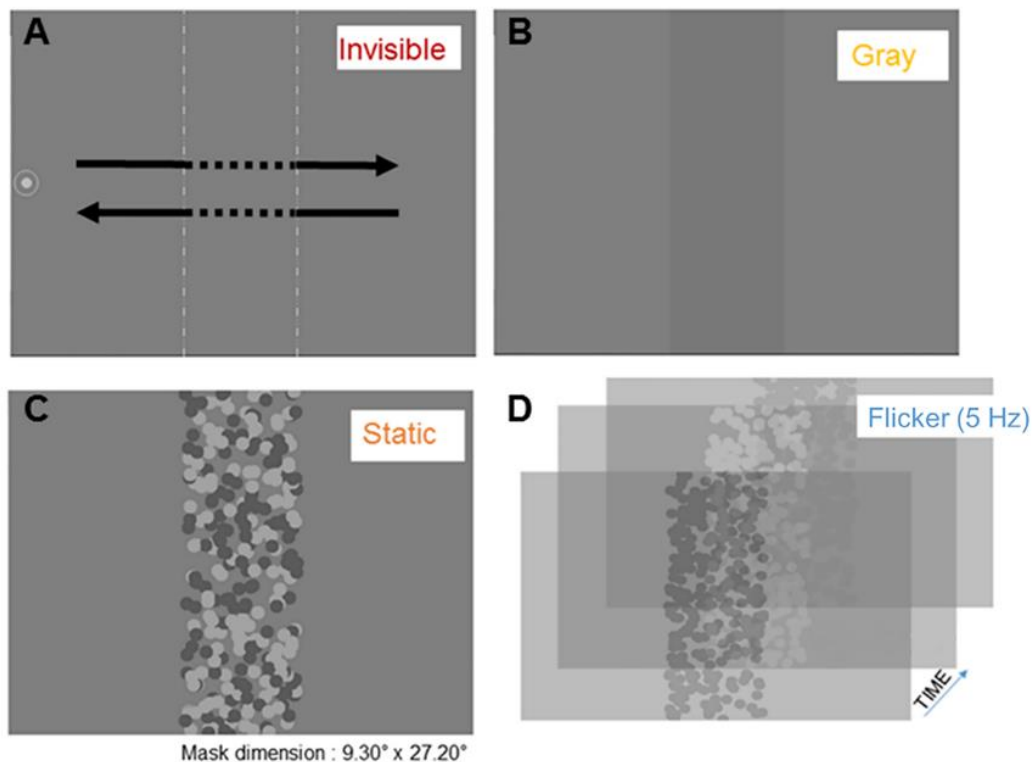 A
Invisible
B
Gray
C
Static
D
Flicker (5 Hz)
TIME
Mask dimension : 9.30° x 27.20°